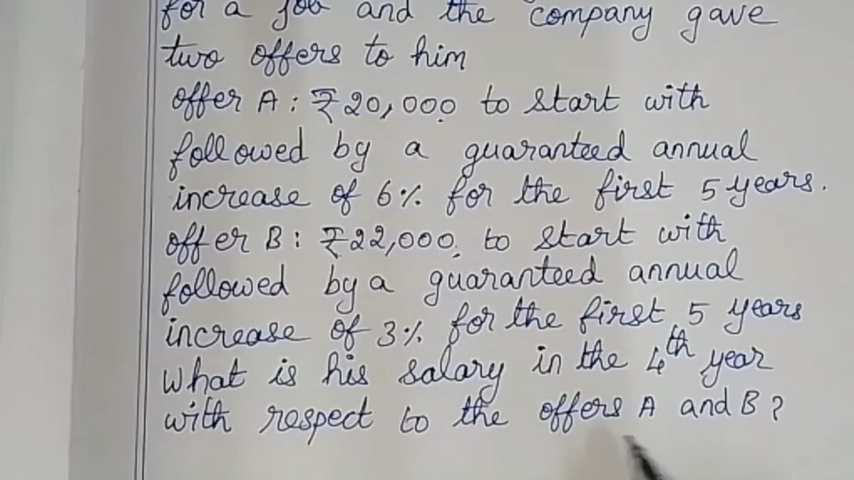 for a job and the company gave
two offers to him
offer A : ₹20,000 to start with
followed by a guaranteed annual
increase of 6% for the first 5 years.
offer B : ₹22,000 to start with
followed by a guaranteed annual
increase of 3% for the first 5 years
What is his salary in the 4th year
with respect to the offers A and B?